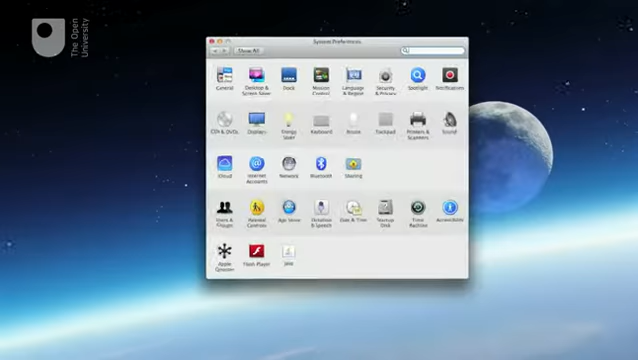 The Open
University
System Preferences
Show All
General
Desktop &
Screen Saver
Dock
Mission
Control
Language
& Region
Security
& Privacy
Spotlight
Notifications
CDs & DVDs
Displays
Energy
Saver
Keyboard
Mouse
Trackpad
Printers &
Scanners
Sound
iCloud
Internet
Accounts
Network
Bluetooth
Sharing
Users &
Groups
Parental
Controls
App Store
Dictation
& Speech
Date & Time
Startup
Disk
Time
Machine
Accessibility
Flash Player
Java